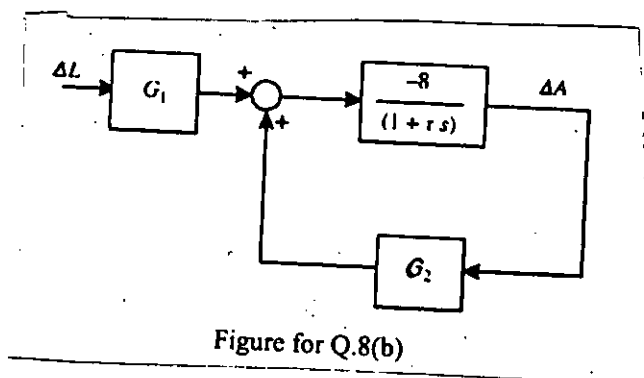 ΔL
G₁
+
+
–8
(1 + τ s)
ΔA
G₂
Figure for Q.8(b)